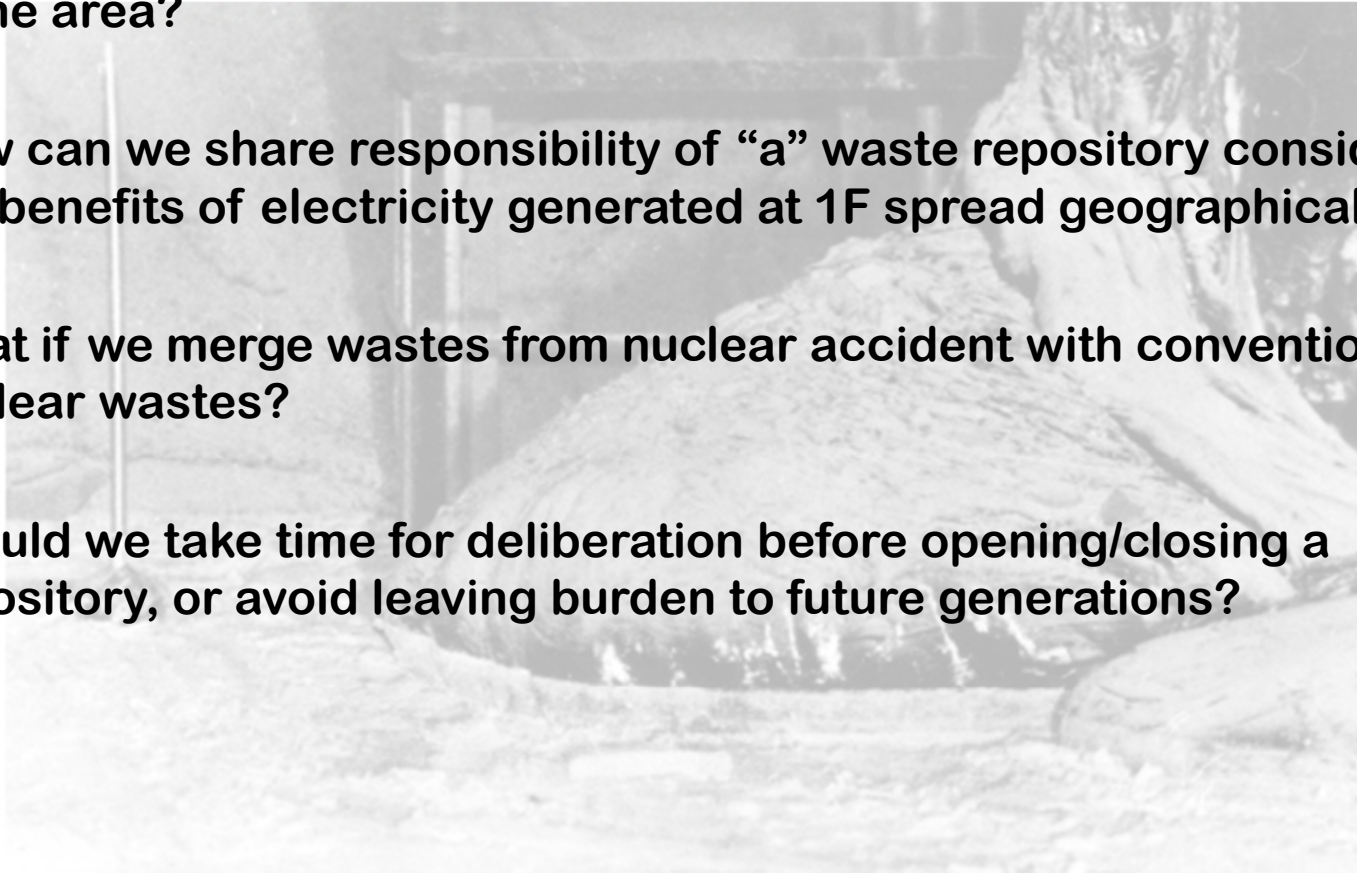 ne area?
w can we share responsibility of “a” waste repository consid
benefits of electricity generated at 1F spread geographical
at if we merge wastes from nuclear accident with conventio
lear wastes?
uld we take time for deliberation before opening/closing a
ository, or avoid leaving burden to future generations?